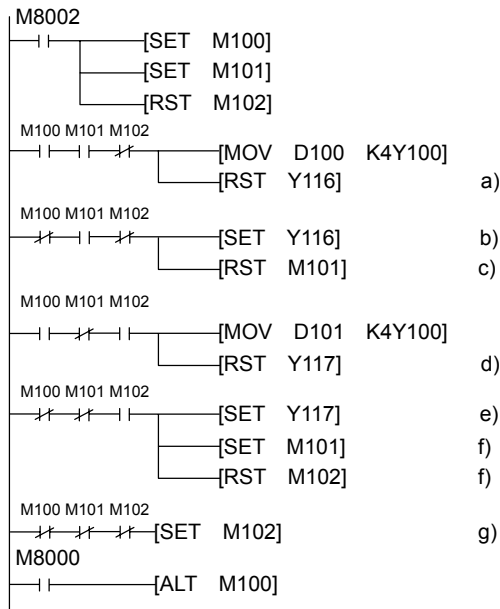 M8002
[SET M100]
[SET M101]
[RST M102]
M100 M101 M102
[MOV D100 K4Y100]
[RST Y116] a)
M100 M101 M102
[SET Y116] b)
[RST M101] c)
M100 M101 M102
[MOV D101 K4Y100]
[RST Y117] d)
M100 M101 M102
[SET Y117] e)
[SET M101] f)
[RST M102] f)
M100 M101 M102
[SET M102] g)
M8000
[ALT M100]